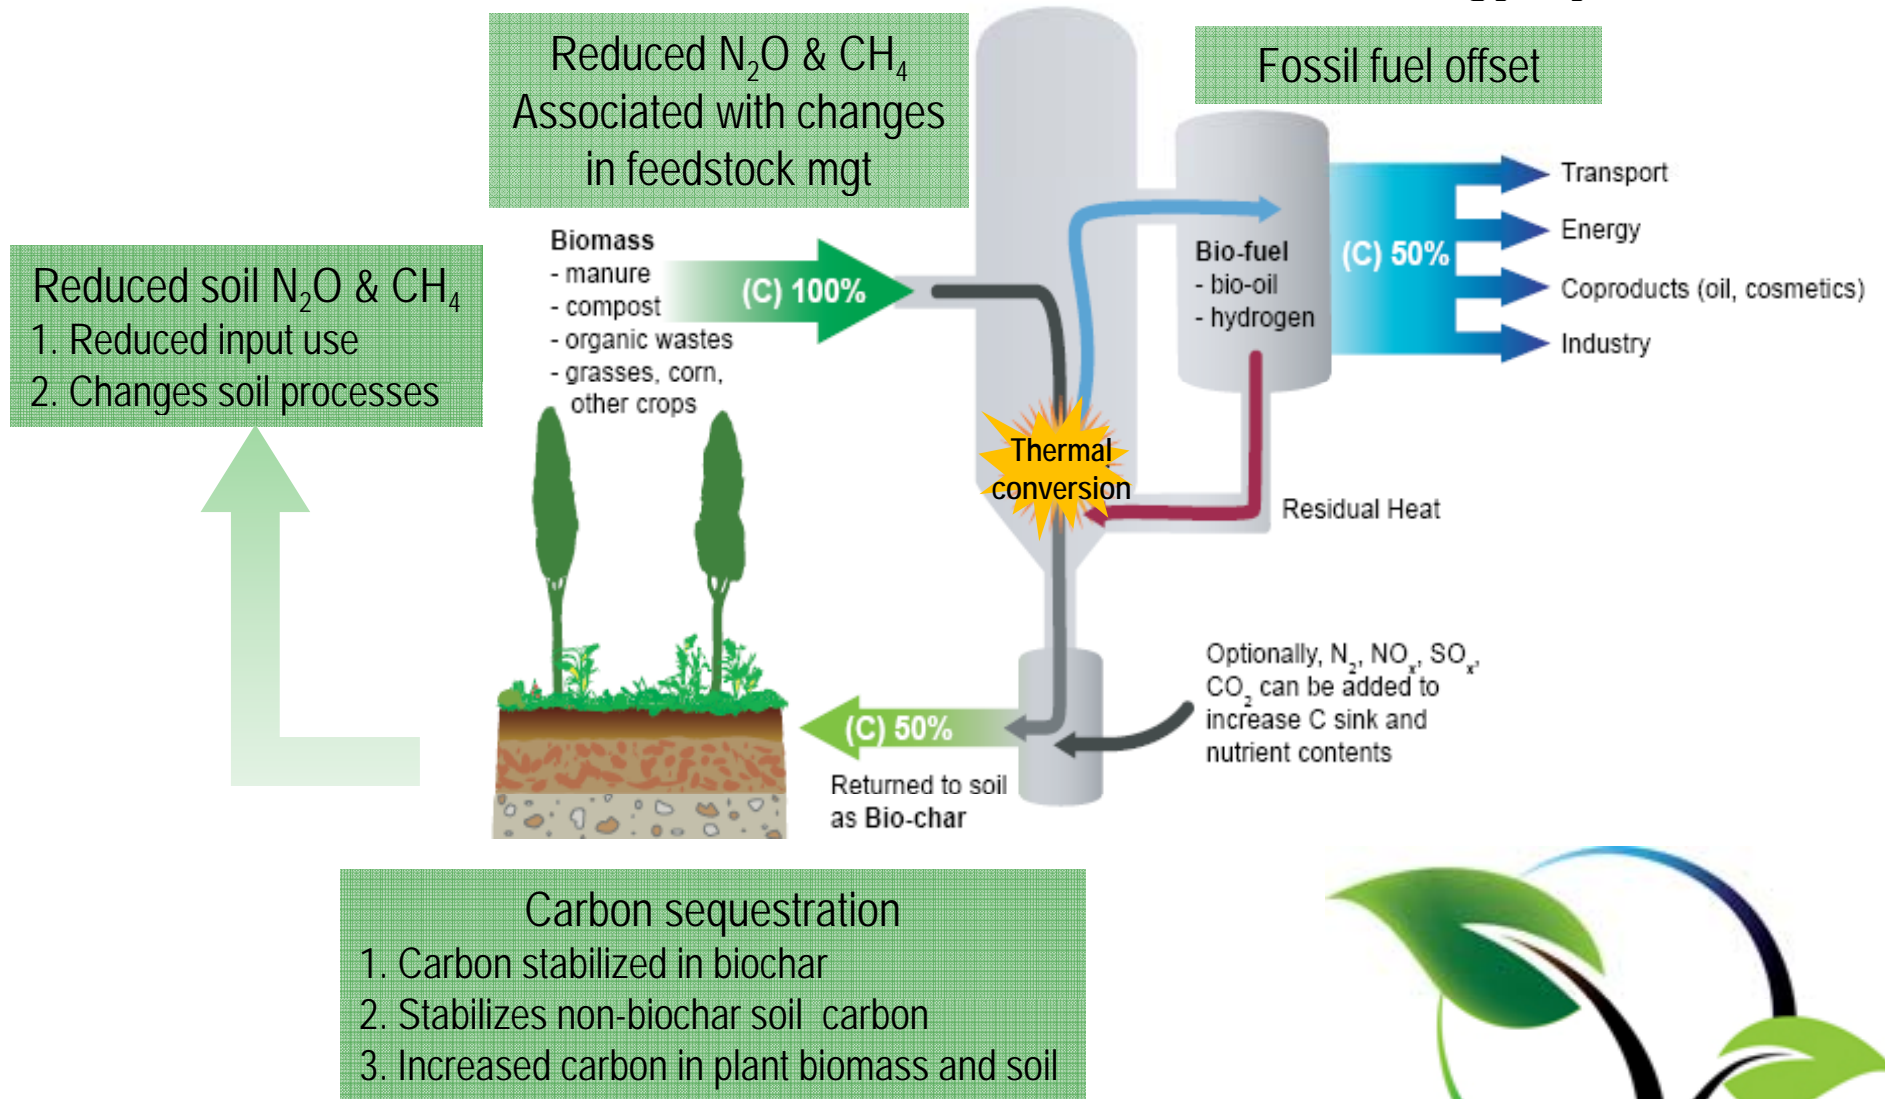 Reduced N₂O & CH₄
Associated with changes
in feedstock mgt
Fossil fuel offset
Reduced soil N₂O & CH₄
1. Reduced input use
2. Changes soil processes
Biomass
- manure
- compost
- organic wastes
- grasses, corn,
other crops
(C) 100%
Bio-fuel
- bio-oil
- hydrogen
(C) 50%
Transport
Energy
Coproducts (oil, cosmetics)
Industry
Thermal
conversion
Residual Heat
Optionally, N₂, NOₓ, SOₓ,
CO₂ can be added to
increase C sink and
nutrient contents
(C) 50%
Returned to soil
as Bio-char
Carbon sequestration
1. Carbon stabilized in biochar
2. Stabilizes non-biochar soil carbon
3. Increased carbon in plant biomass and soil